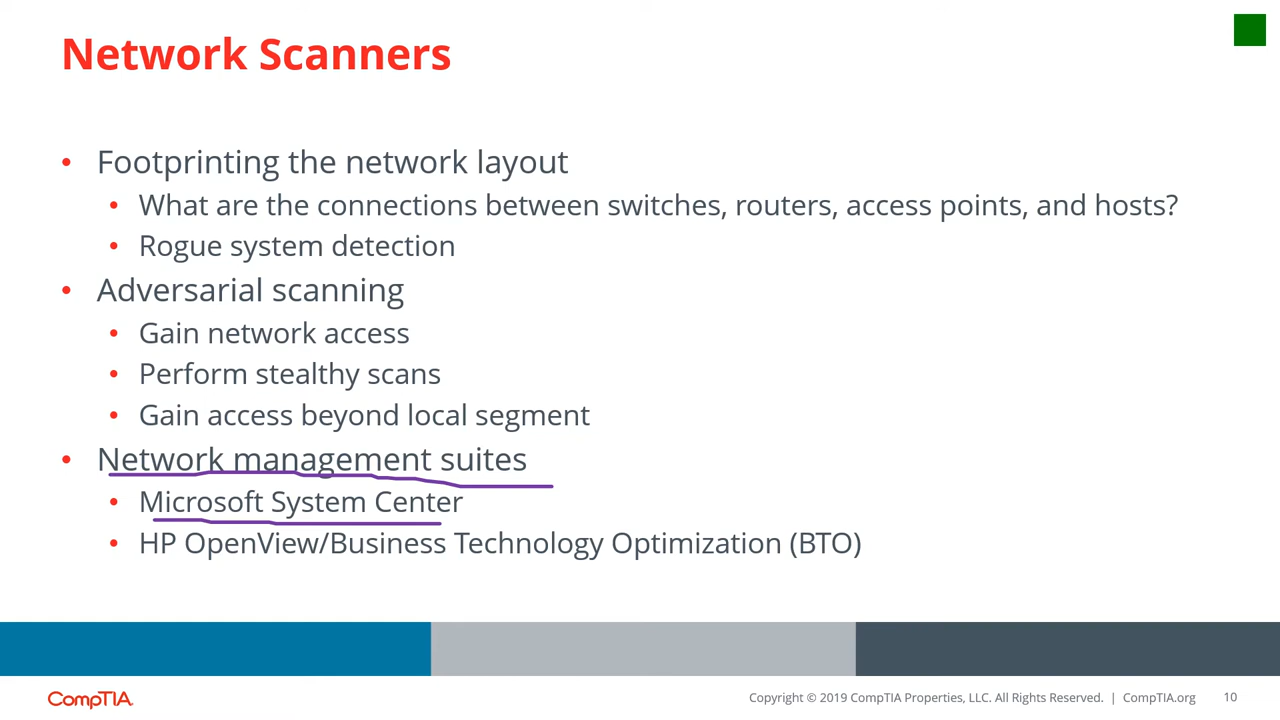 Network Scanners
• Footprinting the network layout
• What are the connections between switches, routers, access points, and hosts?
• Rogue system detection
• Adversarial scanning
• Gain network access
• Perform stealthy scans
• Gain access beyond local segment
• Network management suites
• Microsoft System Center
• HP OpenView/Business Technology Optimization (BTO)
CompTIA.
Copyright © 2019 CompTIA Properties, LLC. All Rights Reserved. | CompTIA.org 10